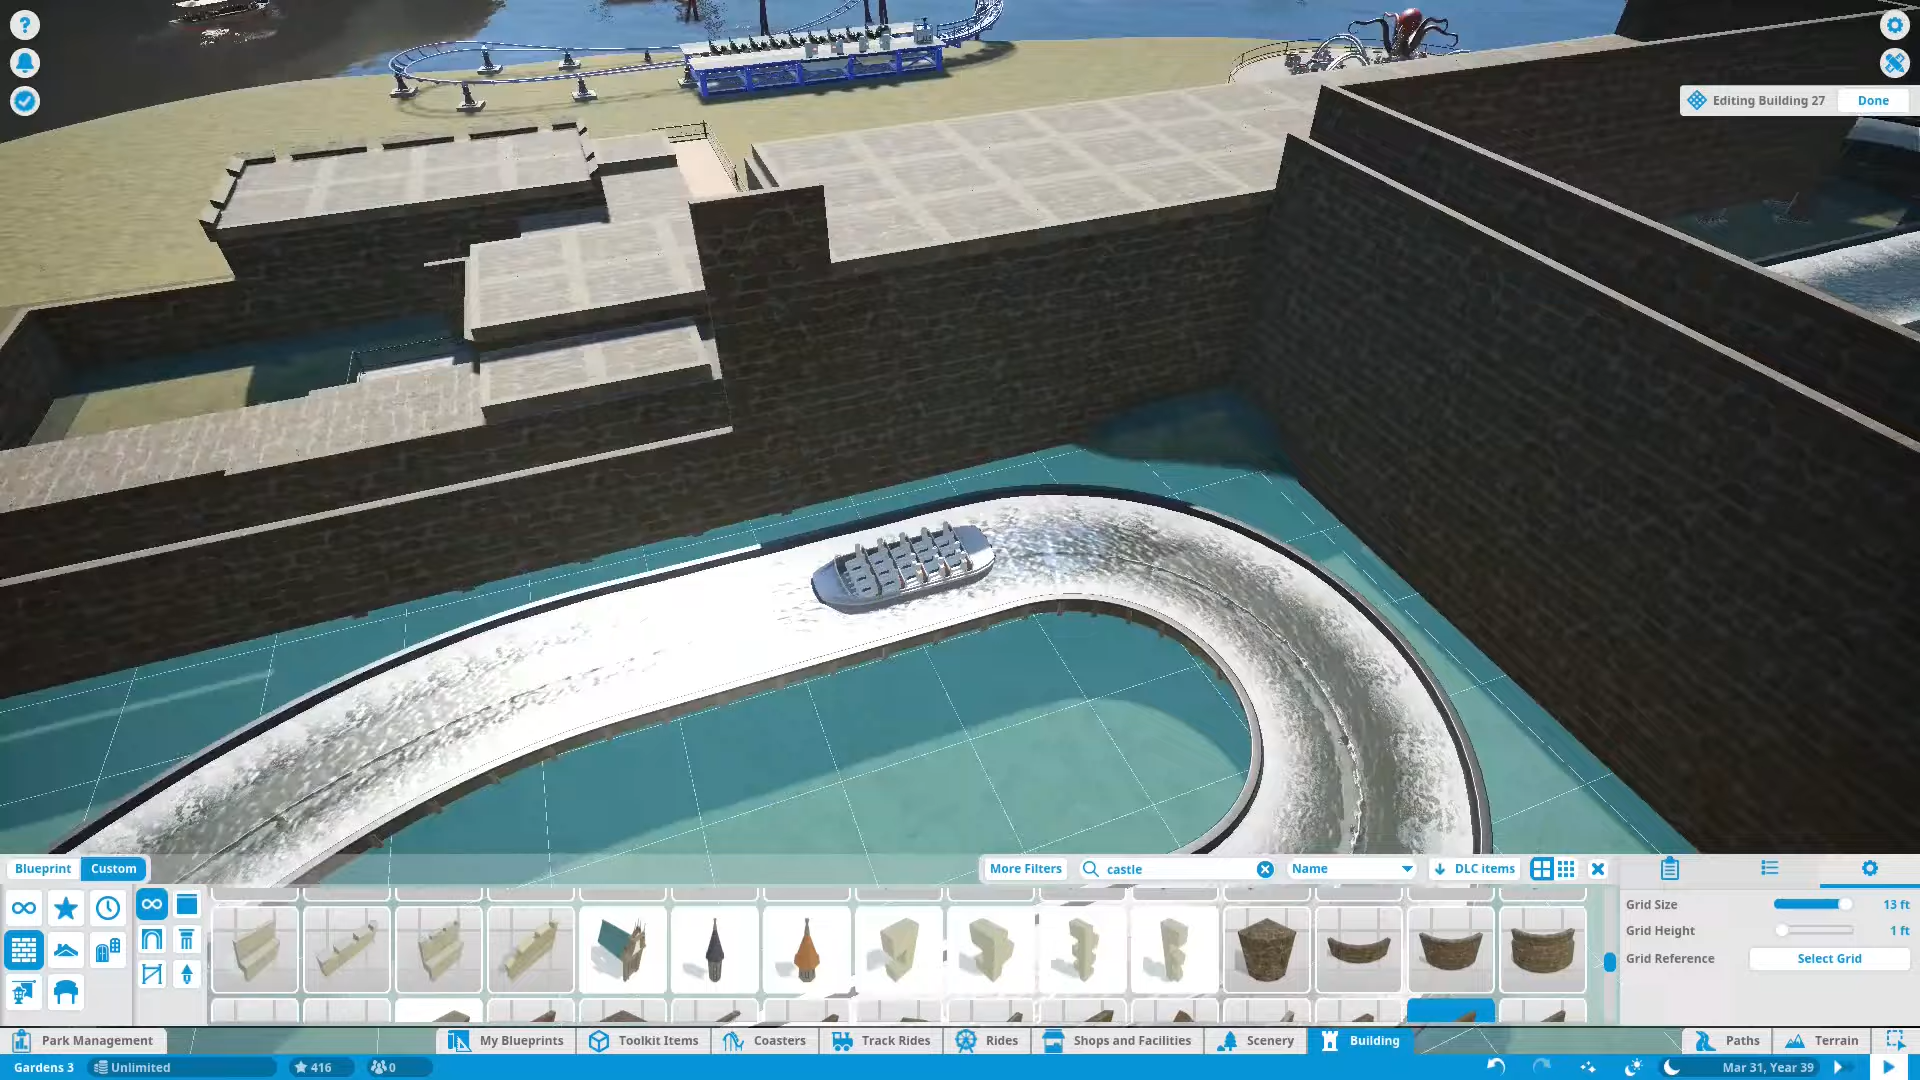 Editing Building 27
Done
Blueprint
Custom
More Filters
castle
Name
DLC items
Grid Size
13 ft
Grid Height
1 ft
Grid Reference
Select Grid
Park Management
My Blueprints
Toolkit Items
Coasters
Track Rides
Rides
Shops and Facilities
Scenery
Building
Paths
Terrain
Gardens 3
Unlimited
416
0
Mar 31, Year 39